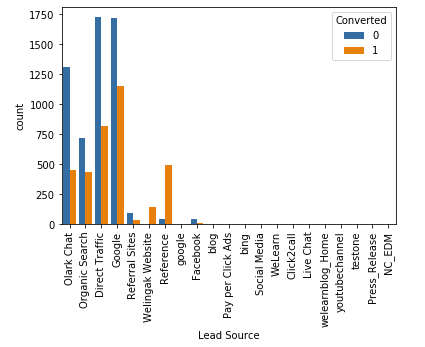 1750
1500
1250
1000
750
500
250
0
count
Converted
0
1
Olark Chat
Organic Search
Direct Traffic
Google
Referral Sites
Welingak Website
Reference
google
Facebook
blog
Pay per Click Ads
bing
Social Media
WeLearn
Click2call
Live Chat
welearnblog_Home
youtubechannel
testone
Press_Release
NC_EDM
Lead Source